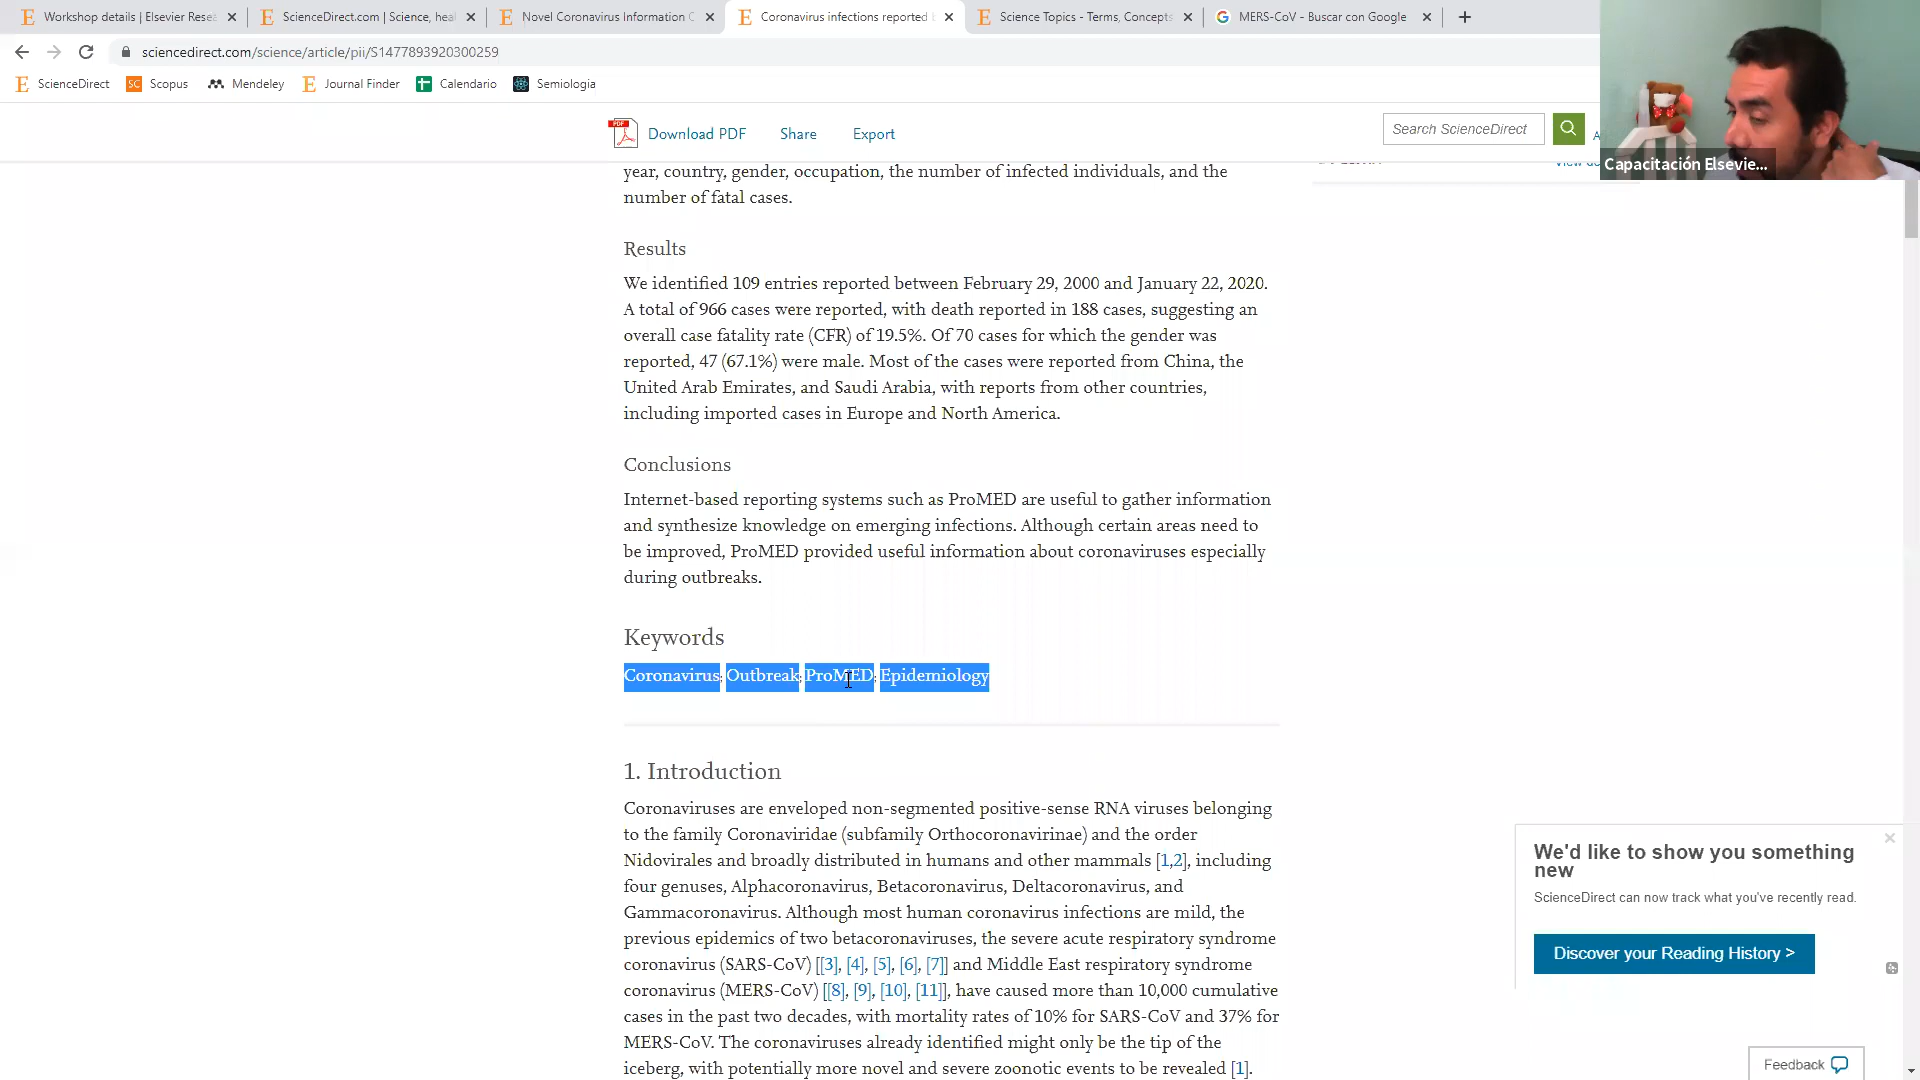 Workshop details | Elsevier Rese
ScienceDirect.com | Science, heal
Novel Coronavirus Information C
Coronavirus infections reported b
Science Topics - Terms, Concepts
MERS-CoV - Buscar con Google
sciencedirect.com/science/article/pii/S1477893920300259
ScienceDirect
Scopus
Mendeley
Journal Finder
Calendario
Semiologia
Download PDF
Share
Export
Search ScienceDirect
Capacitación Elsevie...
year, country, gender, occupation, the number of infected individuals, and the
number of fatal cases.
Results
We identified 109 entries reported between February 29, 2000 and January 22, 2020.
A total of 966 cases were reported, with death reported in 188 cases, suggesting an
overall case fatality rate (CFR) of 19.5%. Of 70 cases for which the gender was
reported, 47 (67.1%) were male. Most of the cases were reported from China, the
United Arab Emirates, and Saudi Arabia, with reports from other countries,
including imported cases in Europe and North America.
Conclusions
Internet-based reporting systems such as ProMED are useful to gather information
and synthesize knowledge on emerging infections. Although certain areas need to
be improved, ProMED provided useful information about coronaviruses especially
during outbreaks.
Keywords
Coronavirus; Outbreak; ProMED; Epidemiology
1. Introduction
Coronaviruses are enveloped non-segmented positive-sense RNA viruses belonging
to the family Coronaviridae (subfamily Orthocoronavirinae) and the order
Nidovirales and broadly distributed in humans and other mammals [1,2], including
four genuses, Alphacoronavirus, Betacoronavirus, Deltacoronavirus, and
Gammacoronavirus. Although most human coronavirus infections are mild, the
previous epidemics of two betacoronaviruses, the severe acute respiratory syndrome
coronavirus (SARS-CoV) [[3], [4], [5], [6], [7]] and Middle East respiratory syndrome
coronavirus (MERS-CoV) [[8], [9], [10], [11]], have caused more than 10,000 cumulative
cases in the past two decades, with mortality rates of 10% for SARS-CoV and 37% for
MERS-CoV. The coronaviruses already identified might only be the tip of the
iceberg, with potentially more novel and severe zoonotic events to be revealed [1].
We'd like to show you something
new
ScienceDirect can now track what you've recently read.
Discover your Reading History >
Feedback